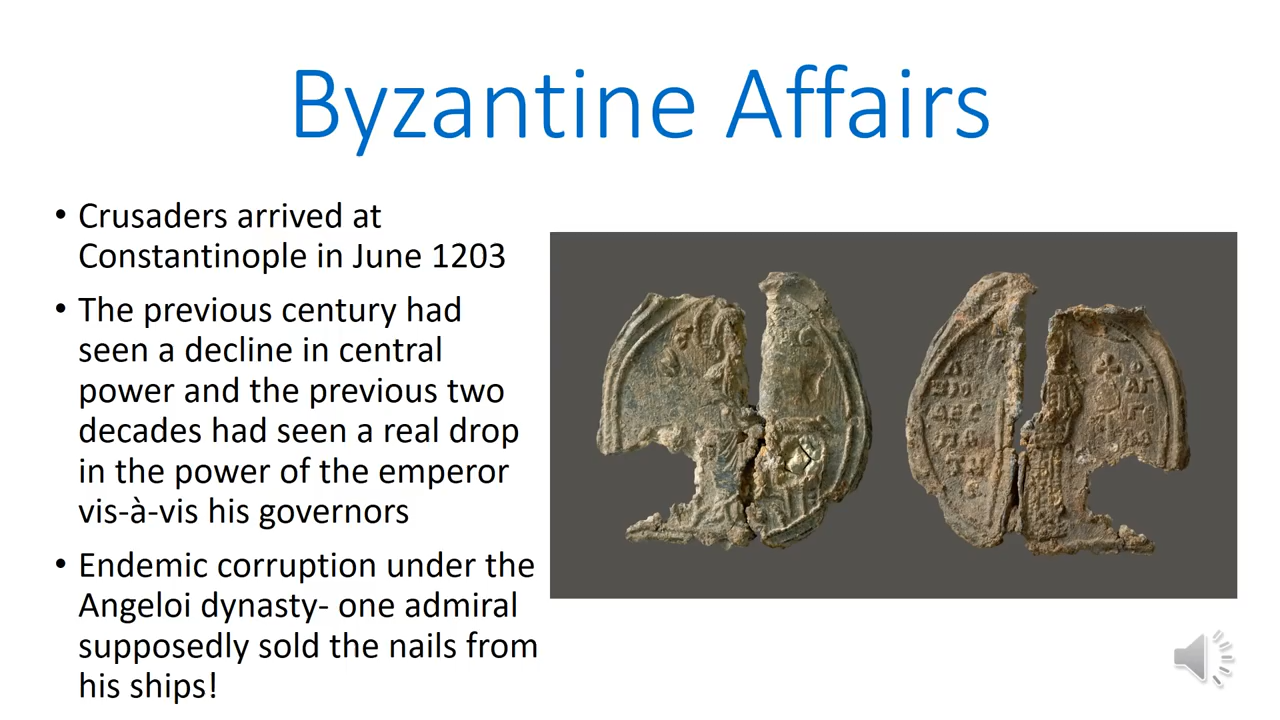 Byzantine Affairs
• Crusaders arrived at
Constantinople in June 1203
• The previous century had
seen a decline in central
power and the previous two
decades had seen a real drop
in the power of the emperor
vis-à-vis his governors
• Endemic corruption under the
Angeloi dynasty- one admiral
supposedly sold the nails from
his ships!